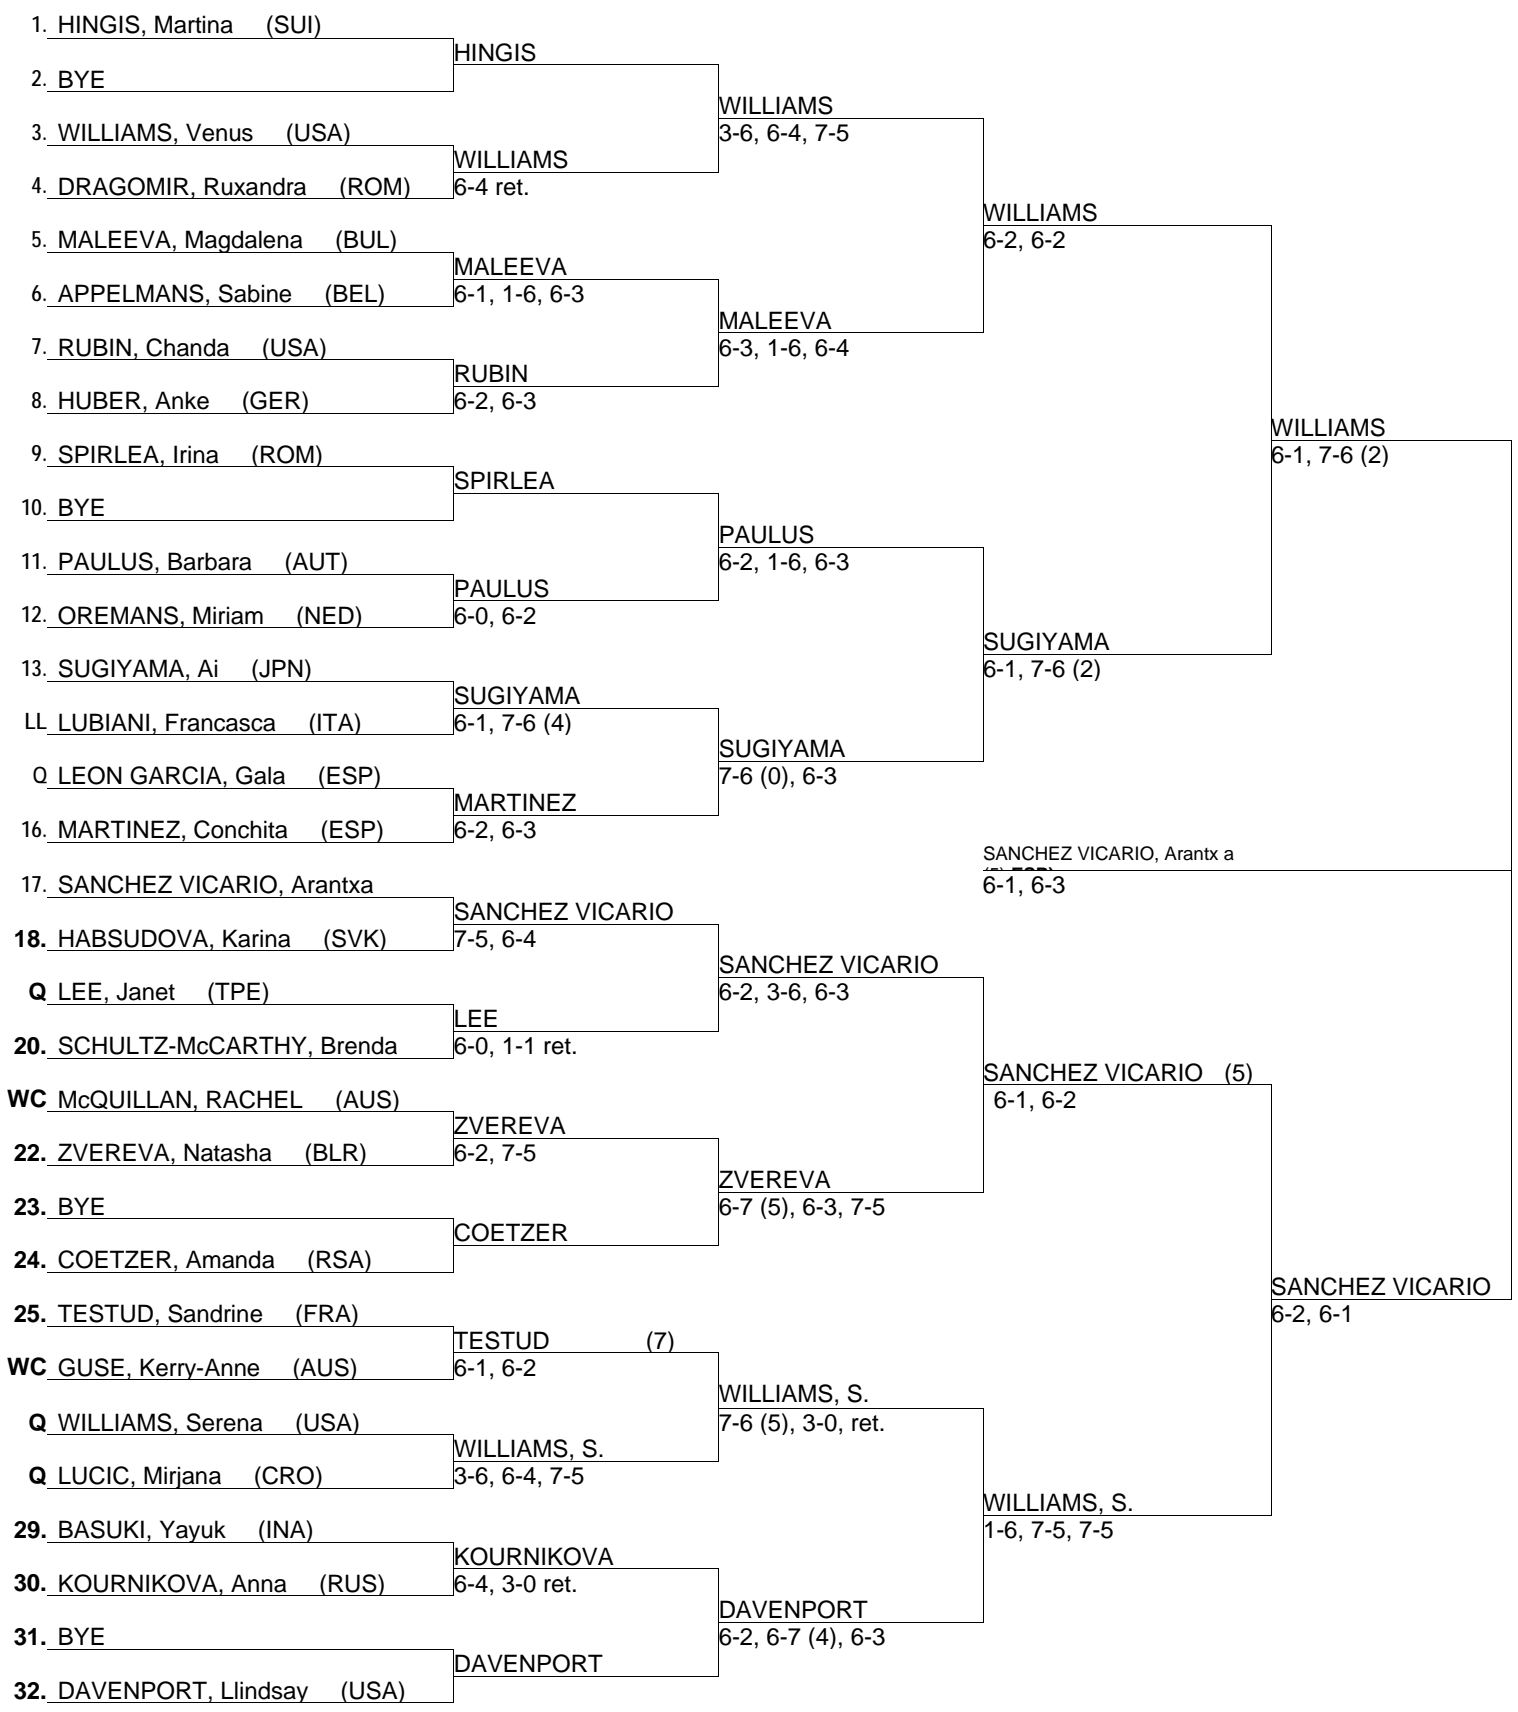 1. HINGIS, Martina (SUI)
HINGIS
2. BYE
WILLIAMS
3-6, 6-4, 7-5
3. WILLIAMS, Venus (USA)
WILLIAMS
6-4 ret.
4. DRAGOMIR, Ruxandra (ROM)
WILLIAMS
6-2, 6-2
5. MALEEVA, Magdalena (BUL)
MALEEVA
6-1, 1-6, 6-3
6. APPELMANS, Sabine (BEL)
MALEEVA
6-3, 1-6, 6-4
7. RUBIN, Chanda (USA)
RUBIN
6-2, 6-3
8. HUBER, Anke (GER)
WILLIAMS
6-1, 7-6 (2)
9. SPIRLEA, Irina (ROM)
SPIRLEA
10. BYE
PAULUS
6-2, 1-6, 6-3
11. PAULUS, Barbara (AUT)
PAULUS
6-0, 6-2
12. OREMANS, Miriam (NED)
SUGIYAMA
6-1, 7-6 (2)
13. SUGIYAMA, Ai (JPN)
SUGIYAMA
6-1, 7-6 (4)
LL LUBIANI, Francasca (ITA)
SUGIYAMA
7-6 (0), 6-3
Q LEON GARCIA, Gala (ESP)
MARTINEZ
6-2, 6-3
16. MARTINEZ, Conchita (ESP)
SANCHEZ VICARIO, Arantx a
6-1, 6-3
17. SANCHEZ VICARIO, Arantxa
SANCHEZ VICARIO
7-5, 6-4
18. HABSUDOVA, Karina (SVK)
SANCHEZ VICARIO
6-2, 3-6, 6-3
Q LEE, Janet (TPE)
LEE
6-0, 1-1 ret.
20. SCHULTZ-McCARTHY, Brenda
SANCHEZ VICARIO (5)
6-1, 6-2
WC McQUILLAN, RACHEL (AUS)
ZVEREVA
6-2, 7-5
22. ZVEREVA, Natasha (BLR)
ZVEREVA
6-7 (5), 6-3, 7-5
23. BYE
COETZER
24. COETZER, Amanda (RSA)
SANCHEZ VICARIO
6-2, 6-1
25. TESTUD, Sandrine (FRA)
TESTUD (7)
6-1, 6-2
WC GUSE, Kerry-Anne (AUS)
WILLIAMS, S.
7-6 (5), 3-0, ret.
Q WILLIAMS, Serena (USA)
WILLIAMS, S.
3-6, 6-4, 7-5
Q LUCIC, Mirjana (CRO)
WILLIAMS, S.
1-6, 7-5, 7-5
29. BASUKI, Yayuk (INA)
KOURNIKOVA
6-4, 3-0 ret.
30. KOURNIKOVA, Anna (RUS)
DAVENPORT
6-2, 6-7 (4), 6-3
31. BYE
DAVENPORT
32. DAVENPORT, Llindsay (USA)